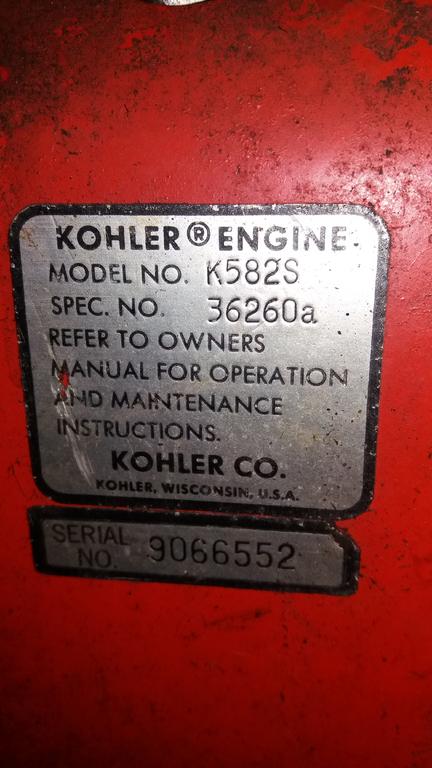 KOHLER® ENGINE
MODEL NO. K582S
SPEC. NO. 36260a
REFER TO OWNERS
MANUAL FOR OPERATION
AND MAINTENANCE
INSTRUCTIONS.
KOHLER CO.
KOHLER, WISCONSIN, U.S.A.
SERIAL
NO. 9066552